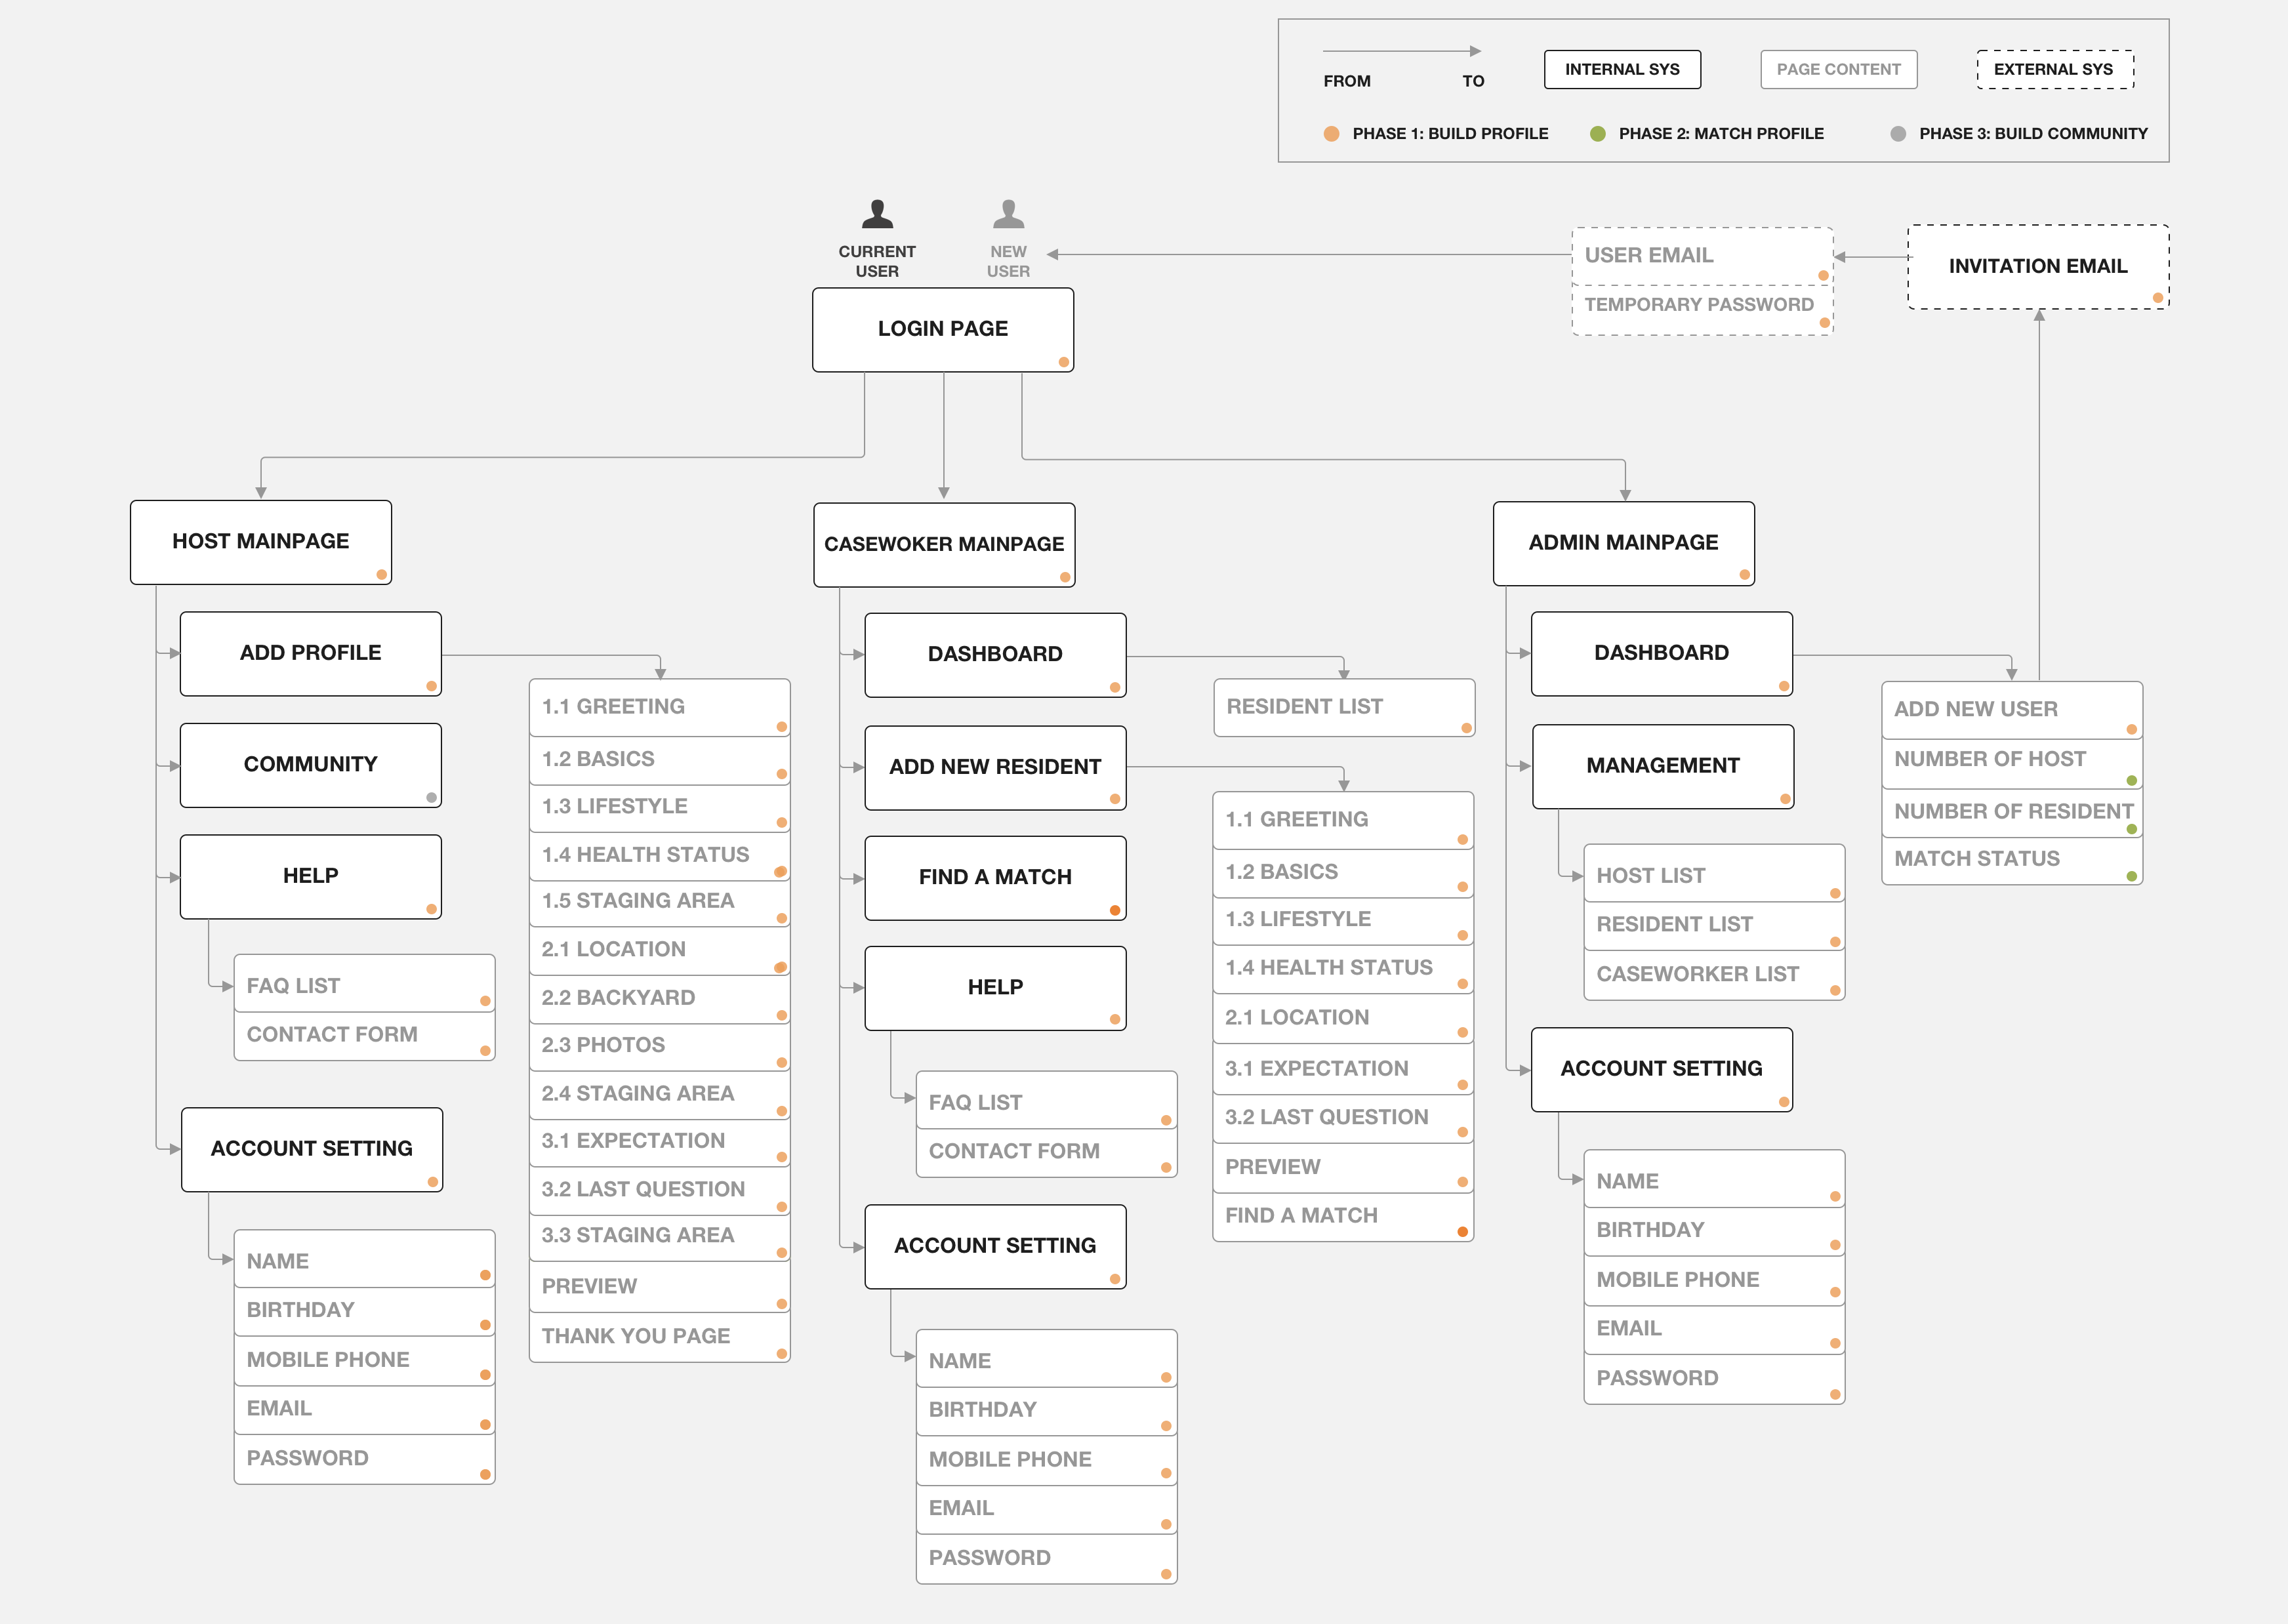 FROM
TO
INTERNAL SYS
PAGE CONTENT
EXTERNAL SYS
PHASE 1: BUILD PROFILE
PHASE 2: MATCH PROFILE
PHASE 3: BUILD COMMUNITY
CURRENT
USER
NEW
USER
USER EMAIL
TEMPORARY PASSWORD
INVITATION EMAIL
LOGIN PAGE
HOST MAINPAGE
ADD PROFILE
COMMUNITY
HELP
FAQ LIST
CONTACT FORM
ACCOUNT SETTING
NAME
BIRTHDAY
MOBILE PHONE
EMAIL
PASSWORD
1.1 GREETING
1.2 BASICS
1.3 LIFESTYLE
1.4 HEALTH STATUS
1.5 STAGING AREA
2.1 LOCATION
2.2 BACKYARD
2.3 PHOTOS
2.4 STAGING AREA
3.1 EXPECTATION
3.2 LAST QUESTION
3.3 STAGING AREA
PREVIEW
THANK YOU PAGE
CASEWOKER MAINPAGE
DASHBOARD
ADD NEW RESIDENT
FIND A MATCH
HELP
FAQ LIST
CONTACT FORM
ACCOUNT SETTING
NAME
BIRTHDAY
MOBILE PHONE
EMAIL
PASSWORD
RESIDENT LIST
1.1 GREETING
1.2 BASICS
1.3 LIFESTYLE
1.4 HEALTH STATUS
2.1 LOCATION
3.1 EXPECTATION
3.2 LAST QUESTION
PREVIEW
FIND A MATCH
ADMIN MAINPAGE
DASHBOARD
MANAGEMENT
HOST LIST
RESIDENT LIST
CASEWORKER LIST
ACCOUNT SETTING
NAME
BIRTHDAY
MOBILE PHONE
EMAIL
PASSWORD
ADD NEW USER
NUMBER OF HOST
NUMBER OF RESIDENT
MATCH STATUS